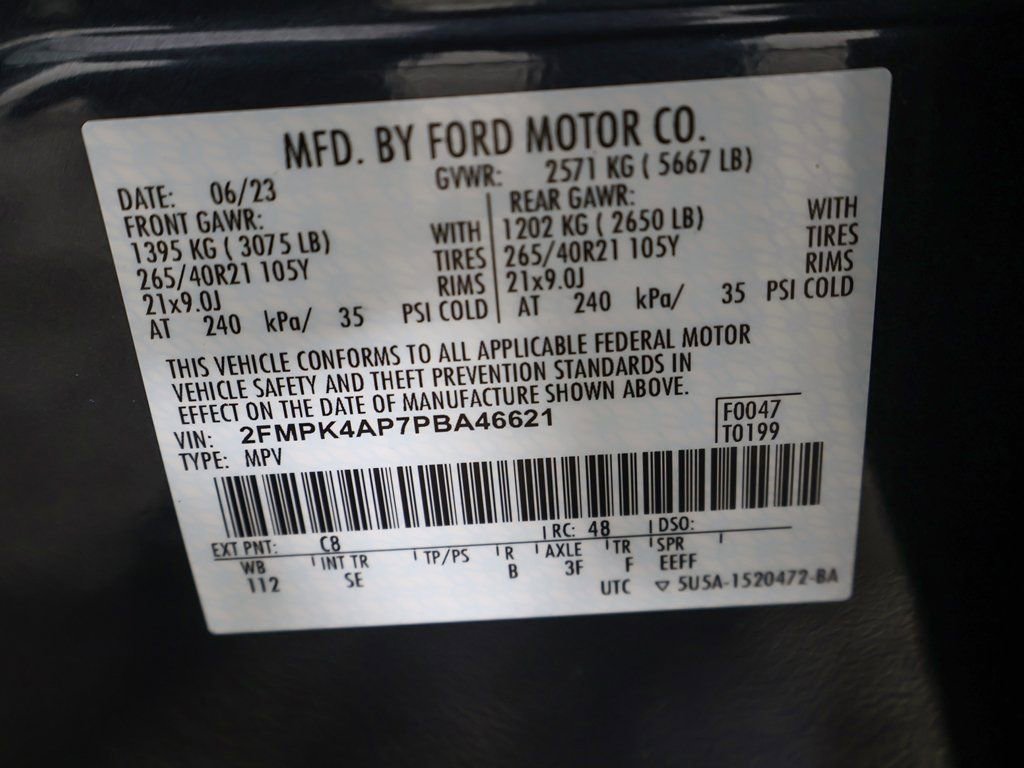 MFD. BY FORD MOTOR CO.
DATE: 06/23 GVWR: 2571 KG ( 5667 LB)
FRONT GAWR: REAR GAWR:
1395 KG ( 3075 LB) WITH 1202 KG ( 2650 LB) WITH
265/40R21 105Y TIRES 265/40R21 105Y TIRES
21x9.0J RIMS 21x9.0J RIMS
AT 240 kPa/ 35 PSI COLD AT 240 kPa/ 35 PSI COLD
THIS VEHICLE CONFORMS TO ALL APPLICABLE FEDERAL MOTOR
VEHICLE SAFETY AND THEFT PREVENTION STANDARDS IN
EFFECT ON THE DATE OF MANUFACTURE SHOWN ABOVE.
VIN: 2FMPK4AP7PBA46621 F0047
TYPE: MPV T0199
EXT PNT: C8 RC: 48 DSO:
WB INT TR TP/PS R AXLE TR SPR
112 SE B 3F F EEFF
UTC ▽ 5U5A-1520472-BA